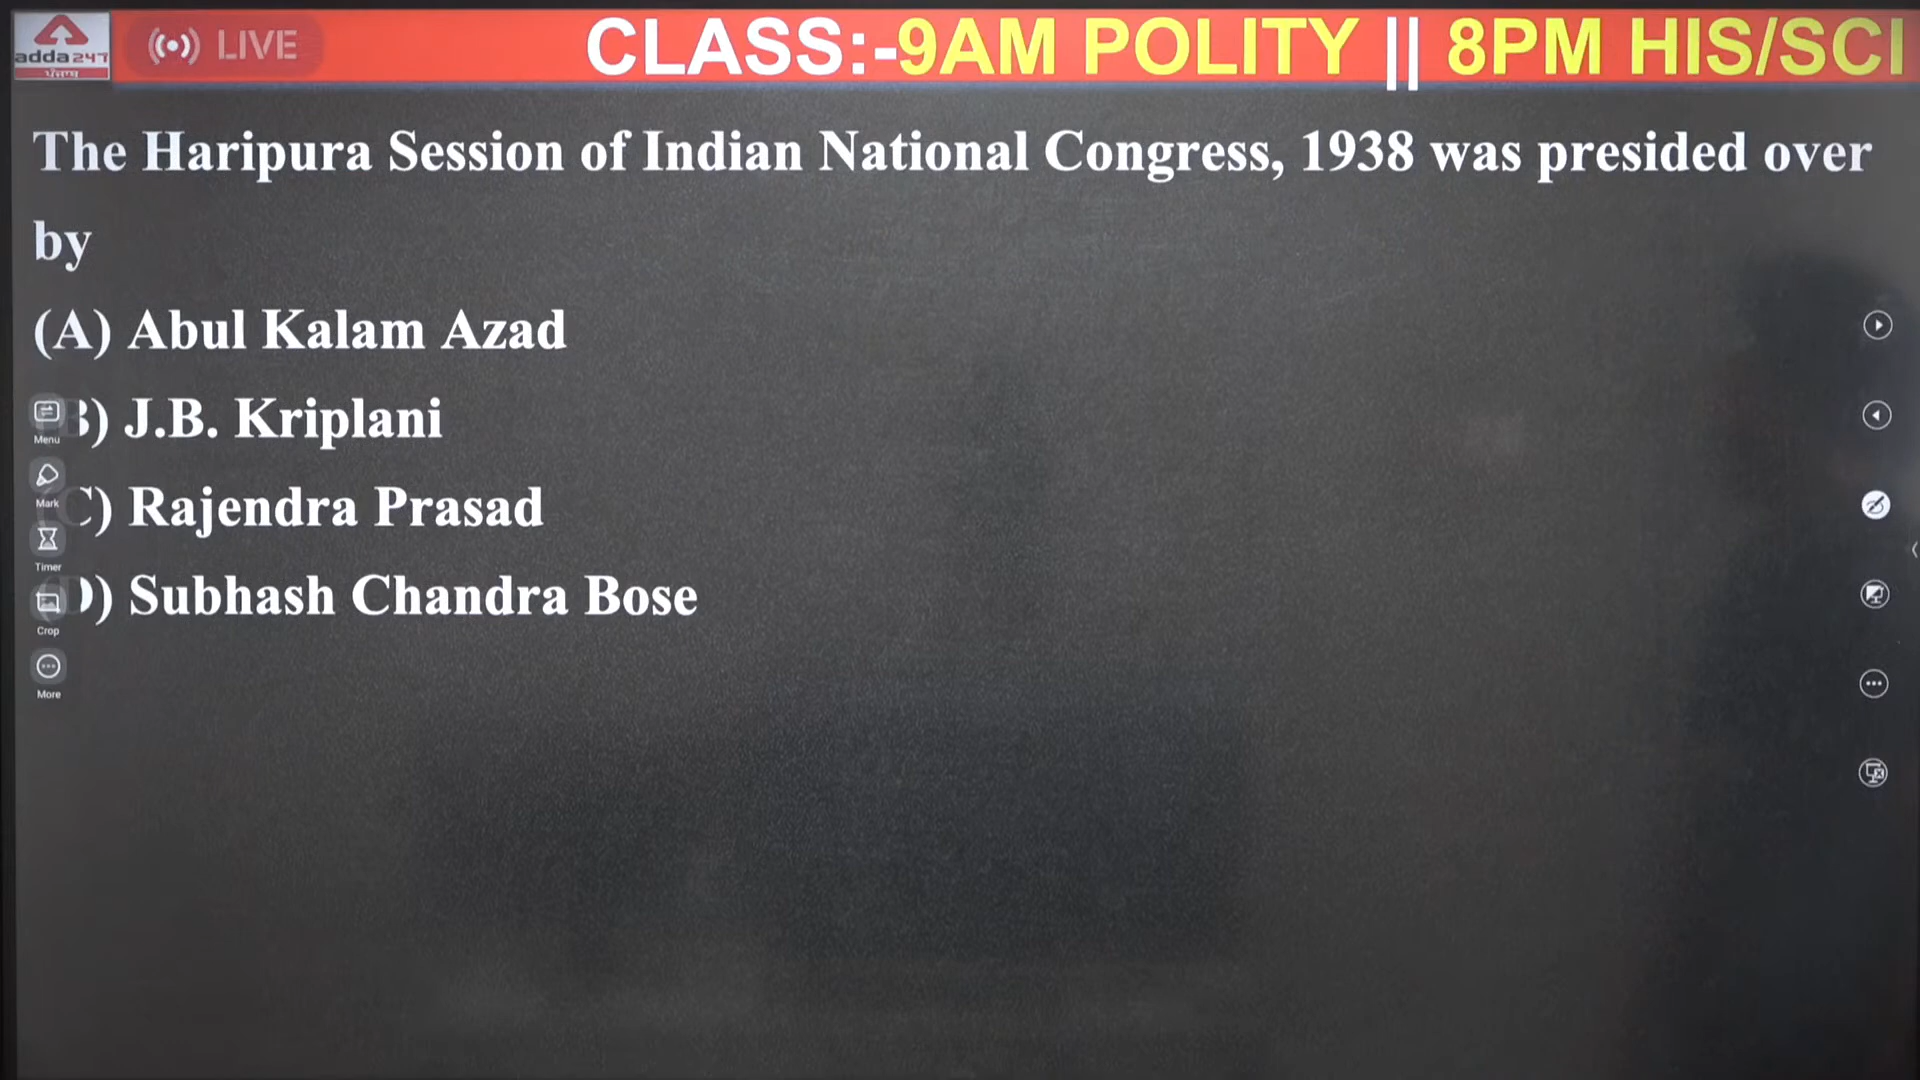 adda247
ਪੰਜਾਬ
LIVE
CLASS:-9AM POLITY || 8PM HIS/SCI
The Haripura Session of Indian National Congress, 1938 was presided over
by
(A) Abul Kalam Azad
B) J.B. Kriplani
C) Rajendra Prasad
D) Subhash Chandra Bose
Menu
Mark
Timer
Crop
More